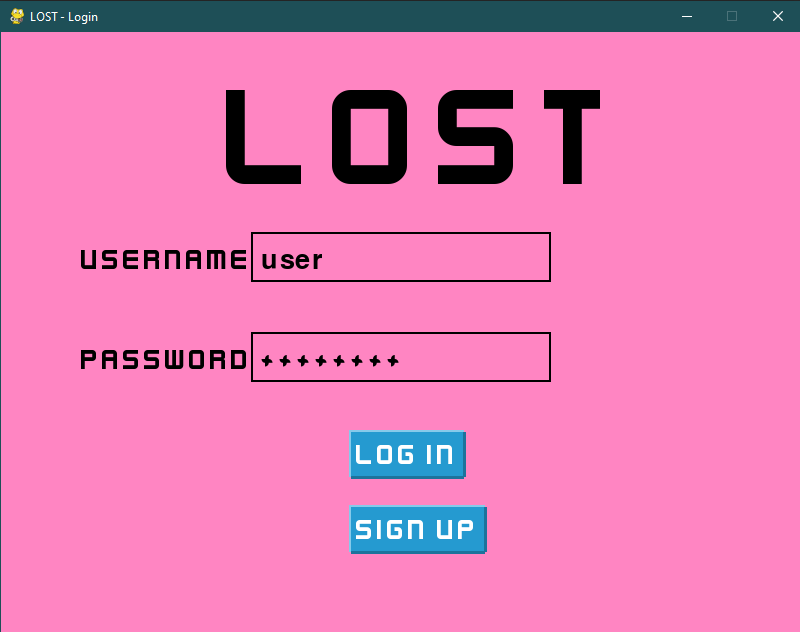 LOST - Login
LOST
USERNAME user
PASSWORD ++++++++
LOG IN
SIGN UP